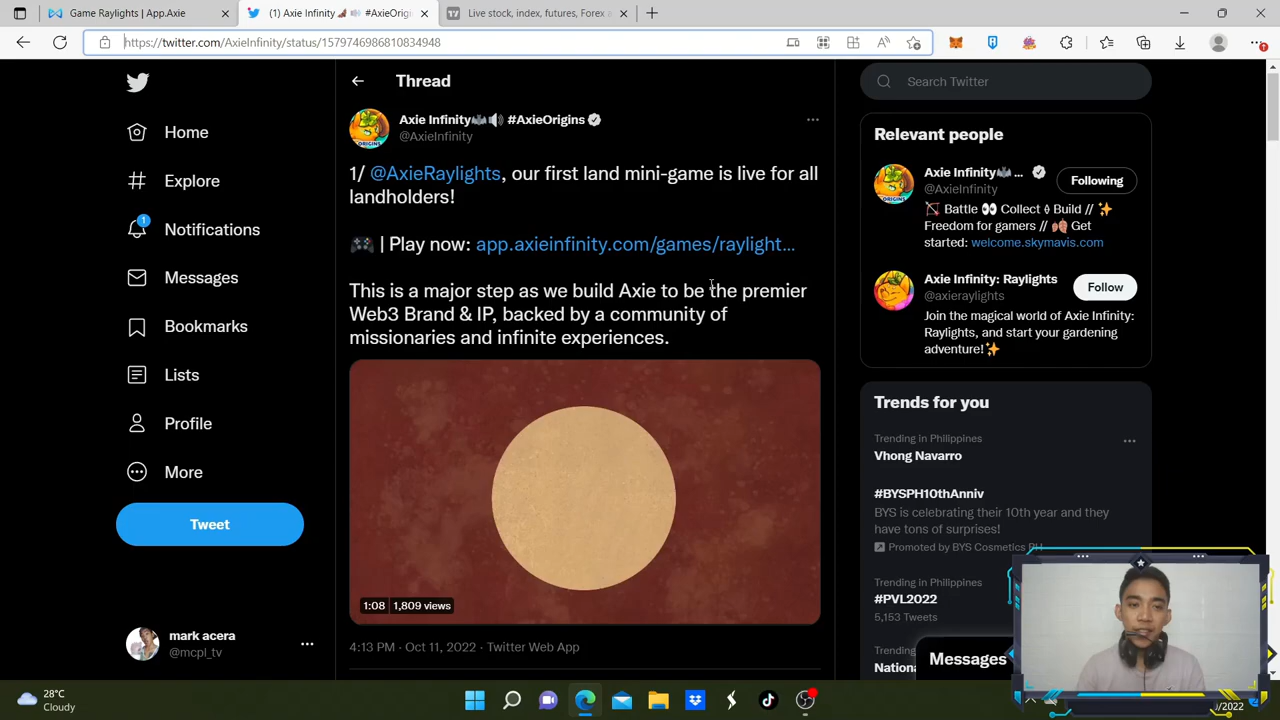 Game Raylights | App.Axie
(1) Axie Infinity #AxieOrigins
Live stock, index, futures, Forex a
https://twitter.com/AxieInfinity/status/1579746986810834948
Home
Explore
1
Notifications
Messages
Bookmarks
Lists
Profile
More
Tweet
mark acera
@mcpl_tv
Thread
Axie Infinity🦇🔊 #AxieOrigins
@AxieInfinity
ORIGINS
1/ @AxieRaylights, our first land mini-game is live for all
landholders!
🎮 | Play now: app.axieinfinity.com/games/raylight…
This is a major step as we build Axie to be the premier
Web3 Brand & IP, backed by a community of
missionaries and infinite experiences.
1:08 | 1,809 views
4:13 PM · Oct 11, 2022 · Twitter Web App
Search Twitter
Relevant people
Axie Infinity🦇 ...
@AxieInfinity
Following
Battle 👀 Collect ◊ Build // ✨
Freedom for gamers // Get
started: welcome.skymavis.com
Axie Infinity: Raylights
@axieraylights
Follow
Join the magical world of Axie Infinity:
Raylights, and start your gardening
adventure!✨
Trends for you
Trending in Philippines
Vhong Navarro
#BYSPH10thAnniv
BYS is celebrating their 10th year and they
have tons of surprises!
Promoted by BYS Cosmetics PH
Trending in Philippines
#PVL2022
5,153 Tweets
Trending
Nationa
Messages
28°C
Cloudy
/2022